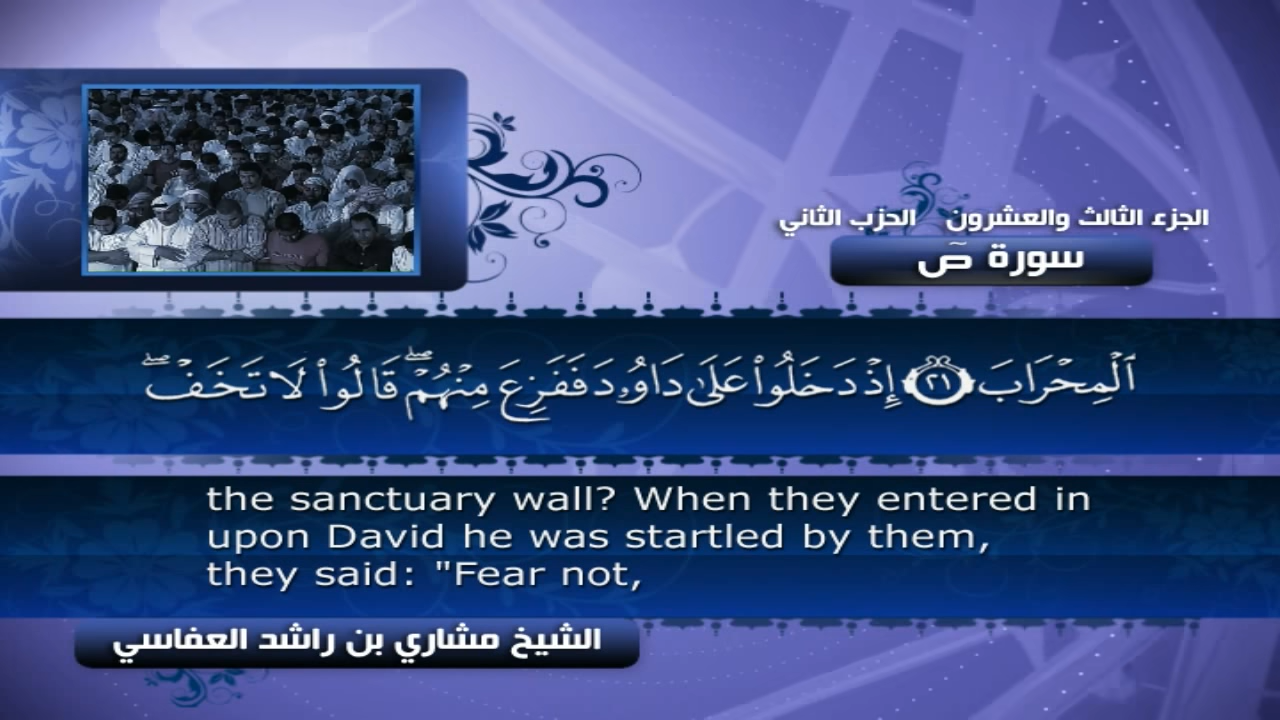 الجزء الثالث والعشرون الحزب الثاني
سورة صٓ
ٱلْمِحْرَابَ ٢١ إِذْ دَخَلُوا۟ عَلَىٰ دَاوُۥدَ فَفَزِعَ مِنْهُمْ ۖ قَالُوا۟ لَا تَخَفْ ۖ
the sanctuary wall? When they entered in
upon David he was startled by them,
they said: "Fear not,
الشيخ مشاري بن راشد العفاسي